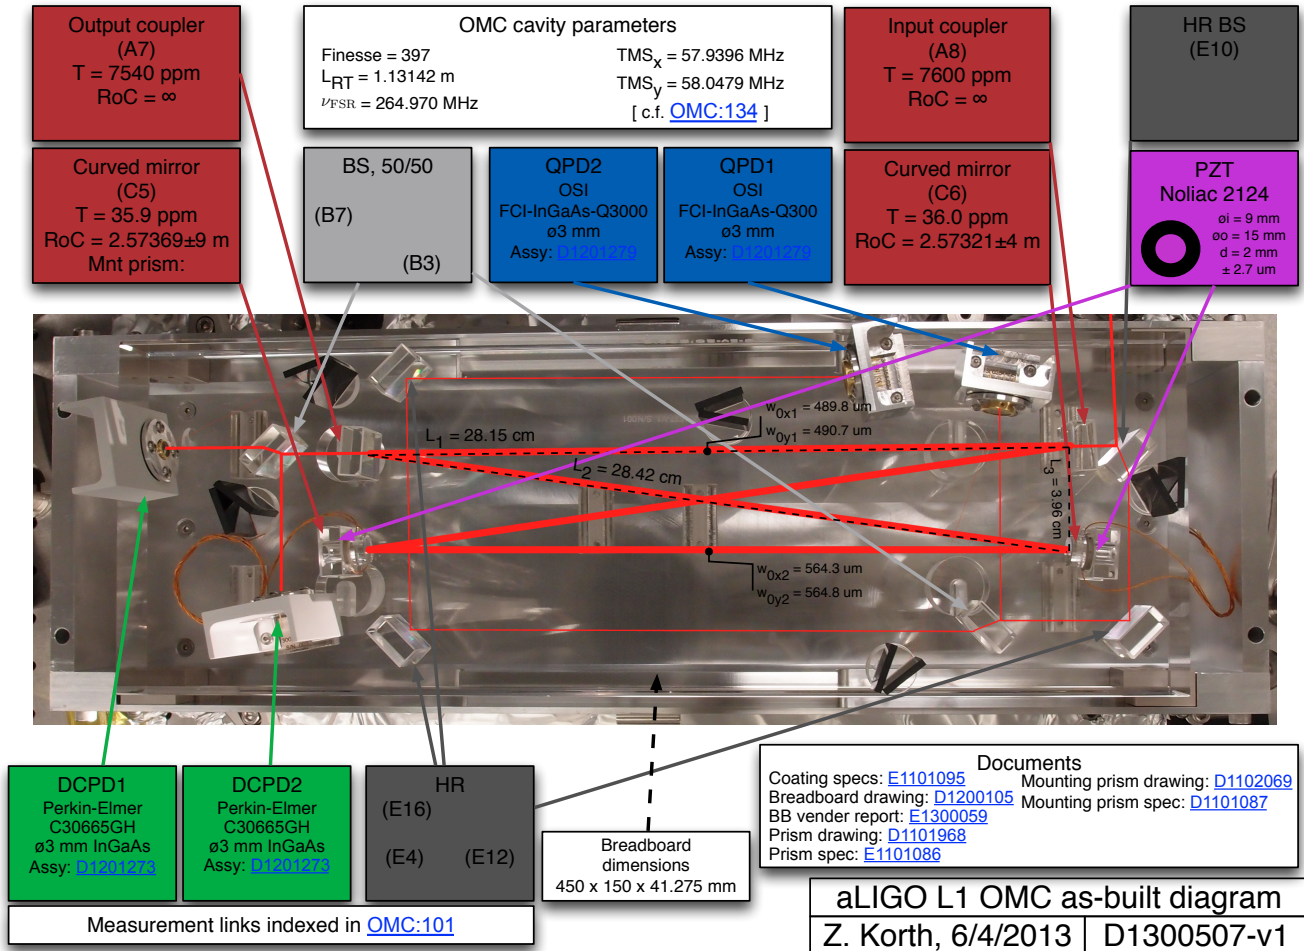 Output coupler
(A7)
T = 7540 ppm
RoC = ∞
OMC cavity parameters
Finesse = 397
L_RT = 1.13142 m
ν_FSR = 264.970 MHz
TMS_x = 57.9396 MHz
TMS_y = 58.0479 MHz
[ c.f. OMC:134 ]
Input coupler
(A8)
T = 7600 ppm
RoC = ∞
HR BS
(E10)
Curved mirror
(C5)
T = 35.9 ppm
RoC = 2.57369±9 m
Mnt prism:
BS, 50/50
(B7)
(B3)
QPD2
OSI
FCI-InGaAs-Q3000
ø3 mm
Assy: D1201279
QPD1
OSI
FCI-InGaAs-Q300
ø3 mm
Assy: D1201279
Curved mirror
(C6)
T = 36.0 ppm
RoC = 2.57321±4 m
PZT
Noliac 2124
øi = 9 mm
øo = 15 mm
d = 2 mm
± 2.7 um
w0x1 = 489.8 um
w0y1 = 490.7 um
L1 = 28.15 cm
L2 = 28.42 cm
L3 = 3.96 cm
w0x2 = 564.3 um
w0y2 = 564.8 um
DCPD1
Perkin-Elmer
C30665GH
ø3 mm InGaAs
Assy: D1201273
DCPD2
Perkin-Elmer
C30665GH
ø3 mm InGaAs
Assy: D1201273
HR
(E16)
(E4) (E12)
Breadboard
dimensions
450 x 150 x 41.275 mm
Documents
Coating specs: E1101095
Breadboard drawing: D1200105
BB vender report: E1300059
Prism drawing: D1101968
Prism spec: E1101086
Mounting prism drawing: D1102069
Mounting prism spec: D1101087
Measurement links indexed in OMC:101
aLIGO L1 OMC as-built diagram
Z. Korth, 6/4/2013
D1300507-v1